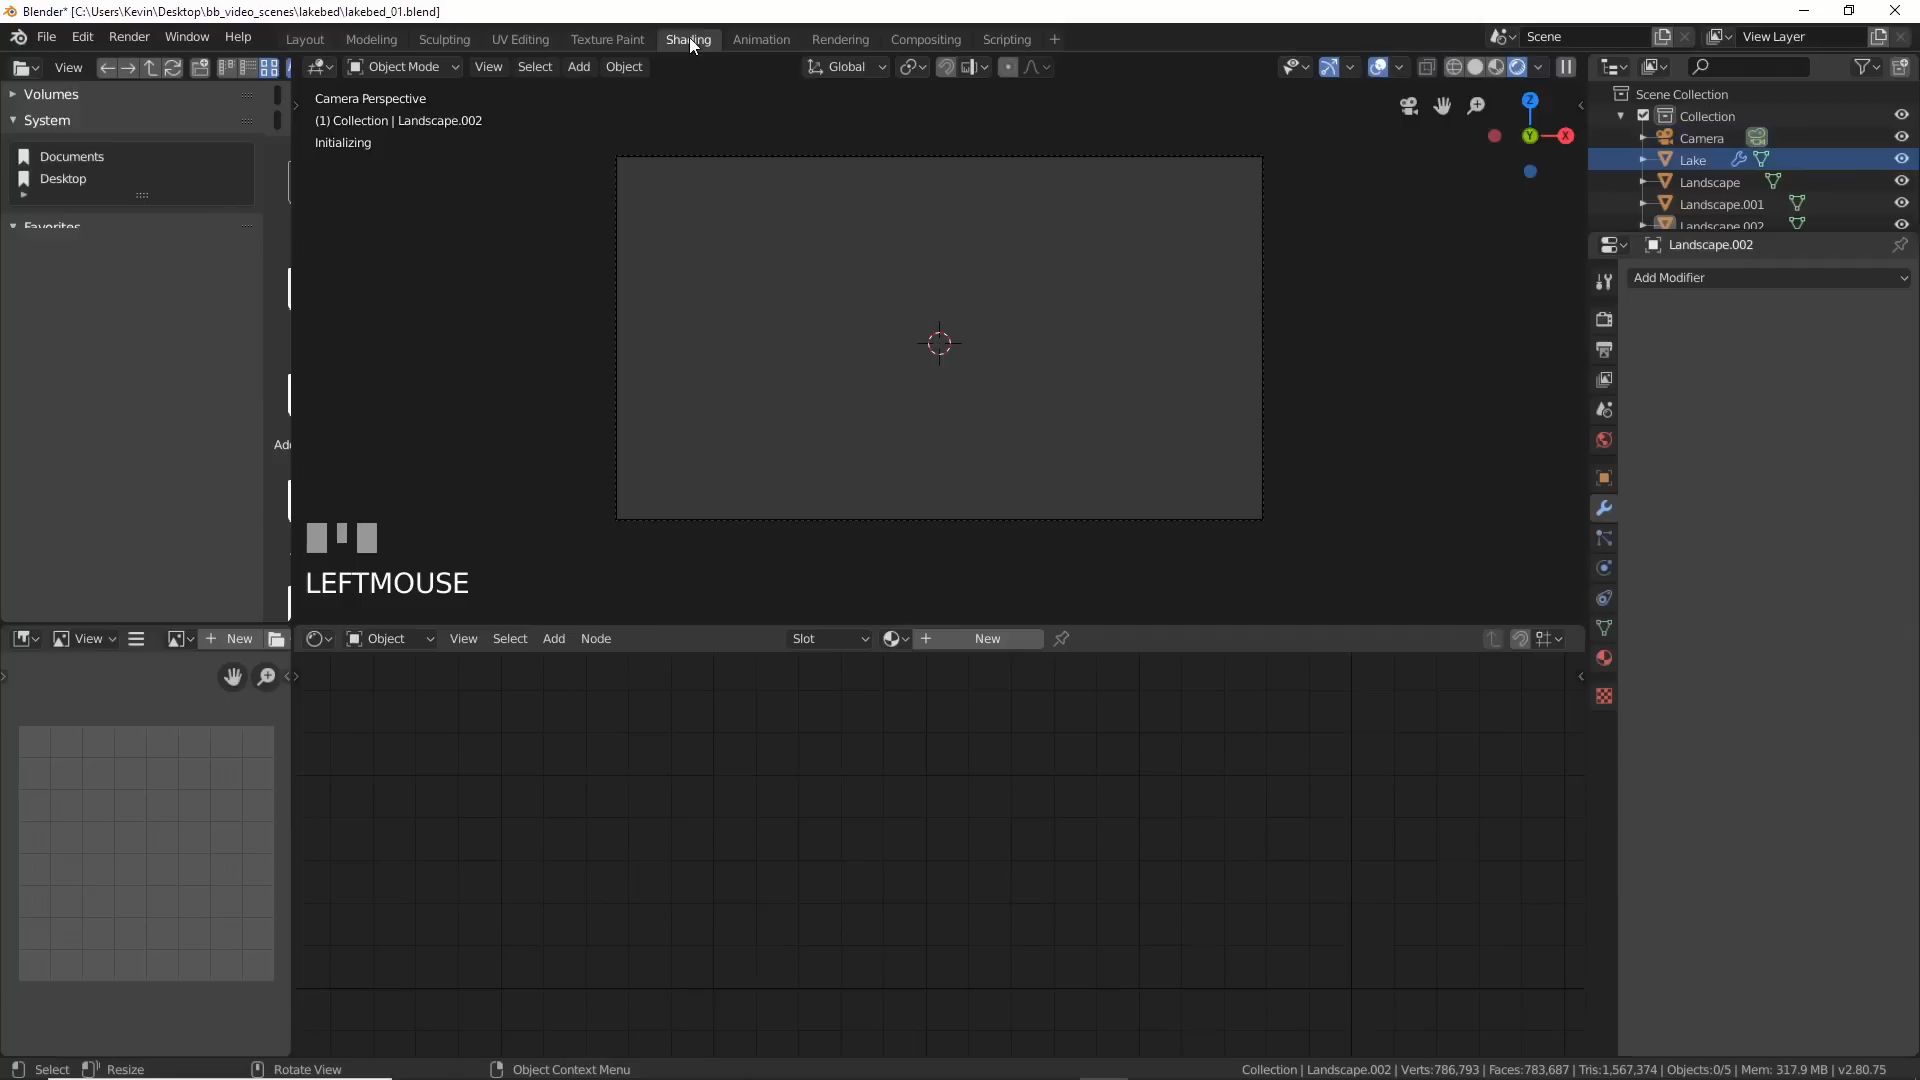 Blender* [C:\Users\Kevin\Desktop\bb_video_scenes\lakebed\lakebed_01.blend]
File Edit Render Window Help Layout Modeling Sculpting UV Editing Texture Paint Shading Animation Rendering Compositing Scripting + Scene View Layer
View Object Mode View Select Add Object Global
Volumes
System
Documents
Desktop
Favorites
Add
Camera Perspective
(1) Collection | Landscape.002
Initializing
Z
Y
X
LEFTMOUSE
Scene Collection
Collection
Camera
Lake
Landscape
Landscape.001
Landscape.002
Landscape.002
Add Modifier
View + New
Object View Select Add Node Slot + New
Select Resize Rotate View Object Context Menu Collection | Landscape.002 | Verts:786,793 | Faces:783,687 | Tris:1,567,374 | Objects:0/5 | Mem: 317.9 MB | v2.80.75